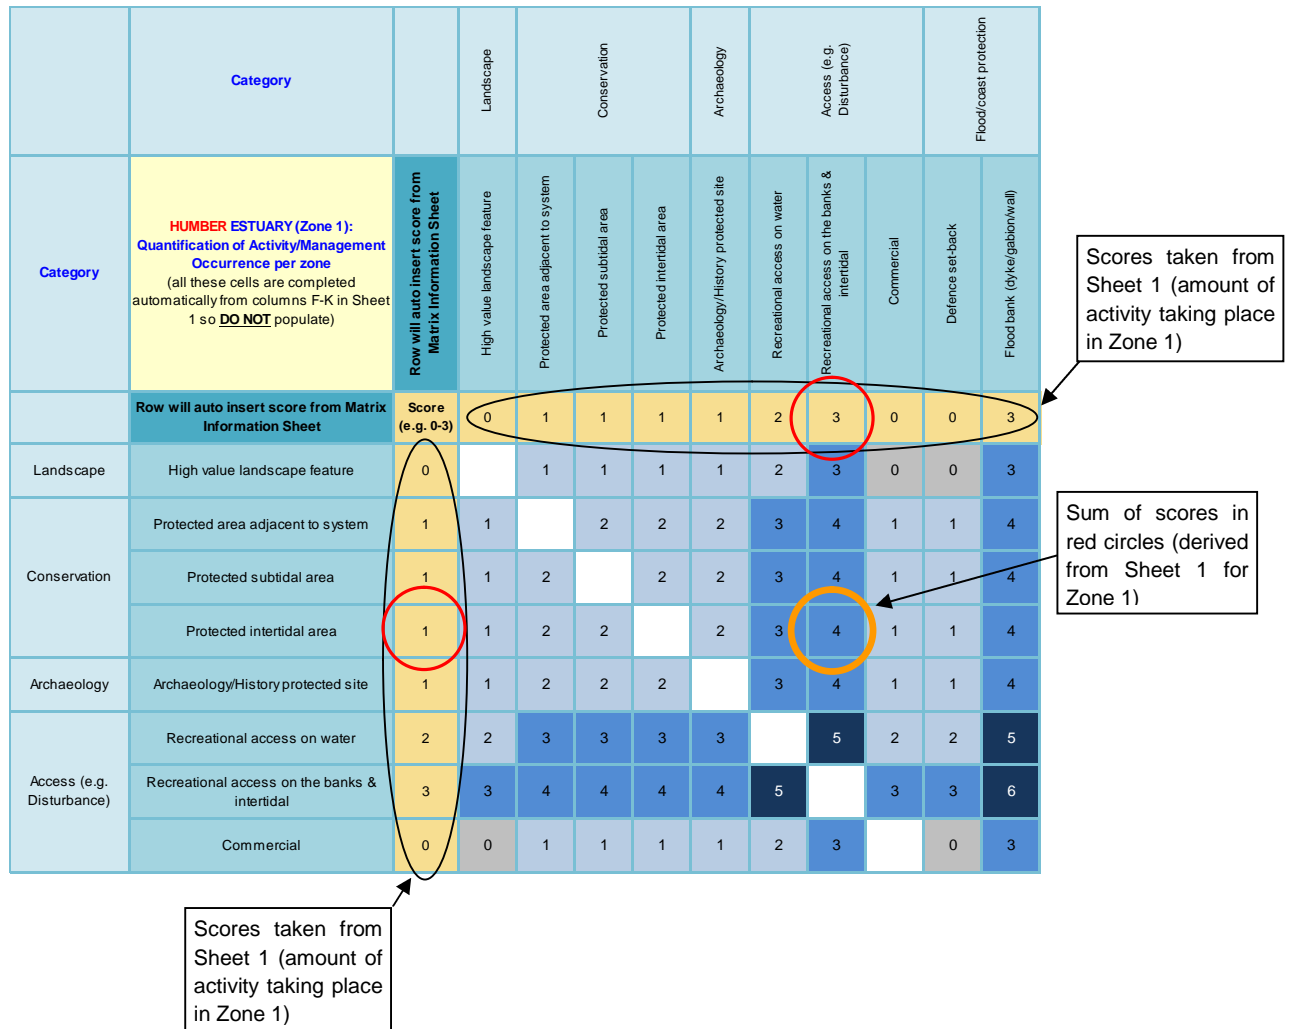 Category
Landscape
Conservation
Archaeology
Access (e.g.
Disturbance)
Flood/coast protection
Category
HUMBER ESTUARY (Zone 1):
Quantification of Activity/Management
Occurrence per zone
(all these cells are completed
automatically from columns F-K in Sheet
1 so DO NOT populate)
Row will auto insert score from
Matrix Information Sheet
High value landscape feature
Protected area adjacent to system
Protected subtidal area
Protected intertidal area
Archaeology/History protected site
Recreational access on water
Recreational access on the banks &
intertidal
Commercial
Defence set-back
Flood bank (dyke/gabion/wall)
Row will auto insert score from Matrix
Information Sheet
Score
(e.g. 0-3)
0 1 1 1 1 2 3 0 0 3
Landscape
High value landscape feature 0 1 1 1 1 2 3 0 0 3
Conservation
Protected area adjacent to system 1 1 2 2 2 3 4 1 1 4
Protected subtidal area 1 1 2 2 2 3 4 1 1 4
Protected intertidal area 1 1 2 2 2 3 4 1 1 4
Archaeology
Archaeology/History protected site 1 1 2 2 2 3 4 1 1 4
Access (e.g.
Disturbance)
Recreational access on water 2 2 3 3 3 3 5 2 2 5
Recreational access on the banks &
intertidal 3 3 4 4 4 4 5 3 3 6
Commercial 0 0 1 1 1 1 2 3 0 3
Scores taken from
Sheet 1 (amount of
activity taking place
in Zone 1)
Sum of scores in
red circles (derived
from Sheet 1 for
Zone 1)
Scores taken from
Sheet 1 (amount of
activity taking place
in Zone 1)